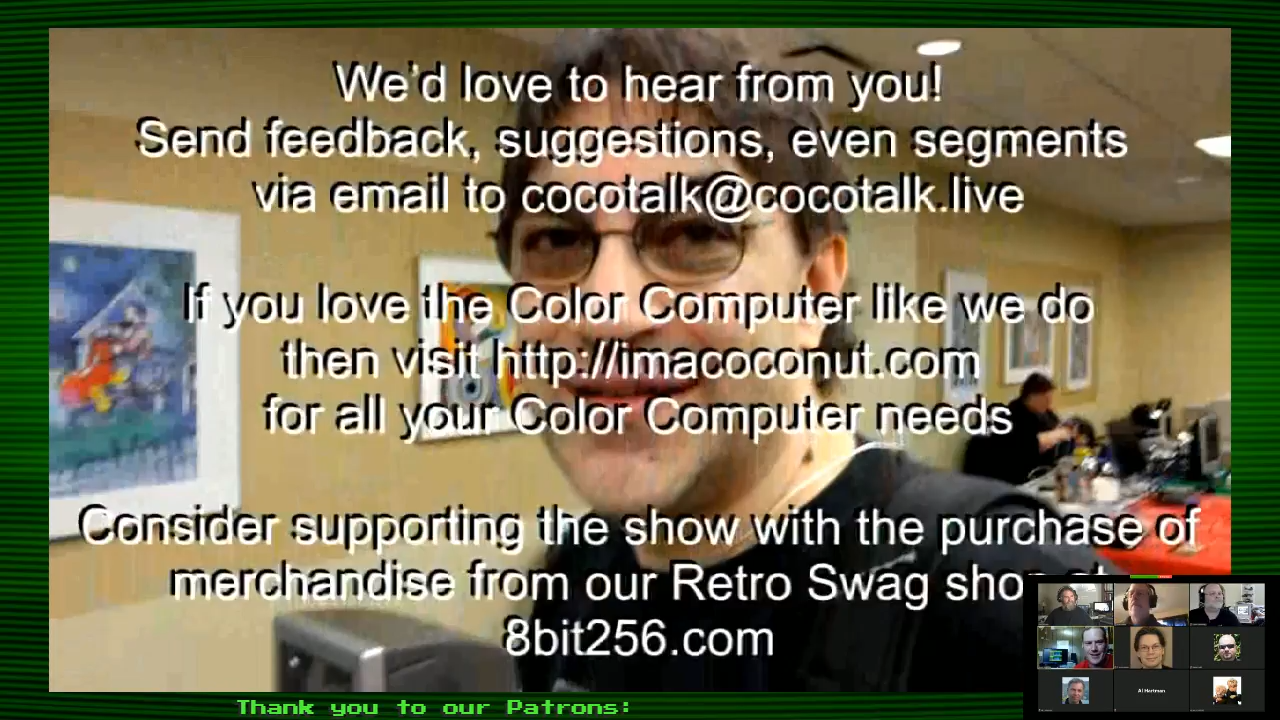 We'd love to hear from you!
Send feedback, suggestions, even segments
via email to cocotalk@cocotalk.live
If you love the Color Computer like we do
then visit http://imacoconut.com
for all your Color Computer needs
Consider supporting the show with the purchase of
merchandise from our Retro Swag shop at
8bit256.com
Al Hartman
Thank you to our Patrons: